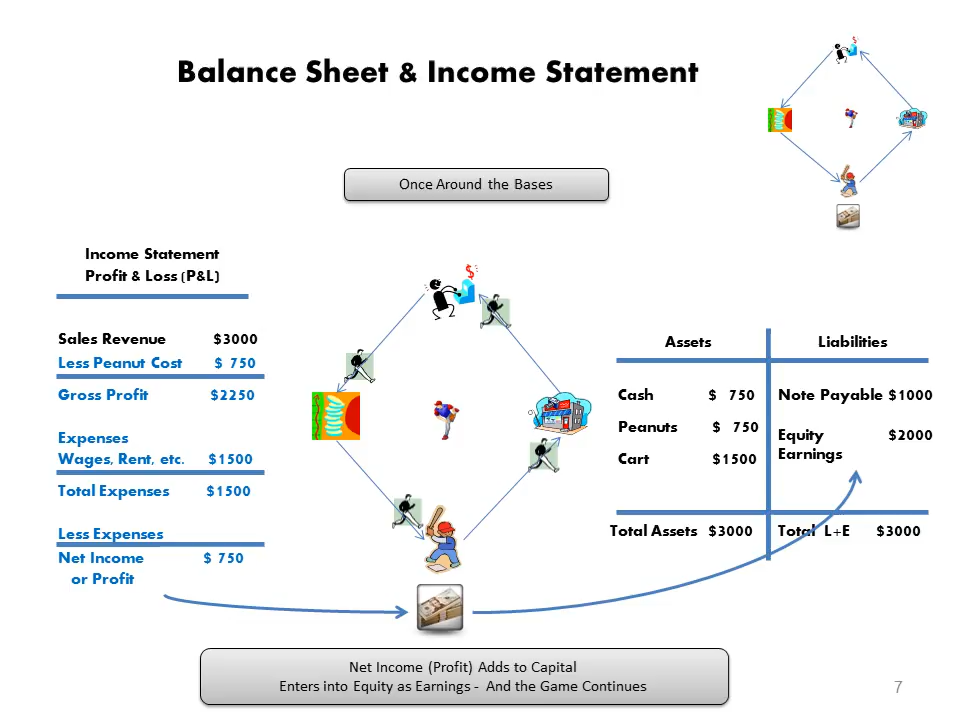 Balance Sheet & Income Statement
Once Around the Bases
Income Statement
Profit & Loss (P&L)
Sales Revenue $3000
Less Peanut Cost $ 750
Gross Profit $2250
Expenses
Wages, Rent, etc. $1500
Total Expenses $1500
Less Expenses
Net Income $ 750
or Profit
$
$
Assets Liabilities
Cash $ 750 Note Payable $1000
Peanuts $ 750 Equity $2000
Earnings
Cart $1500
Total Assets $3000 Total L+E $3000
Net Income (Profit) Adds to Capital
Enters into Equity as Earnings - And the Game Continues
7